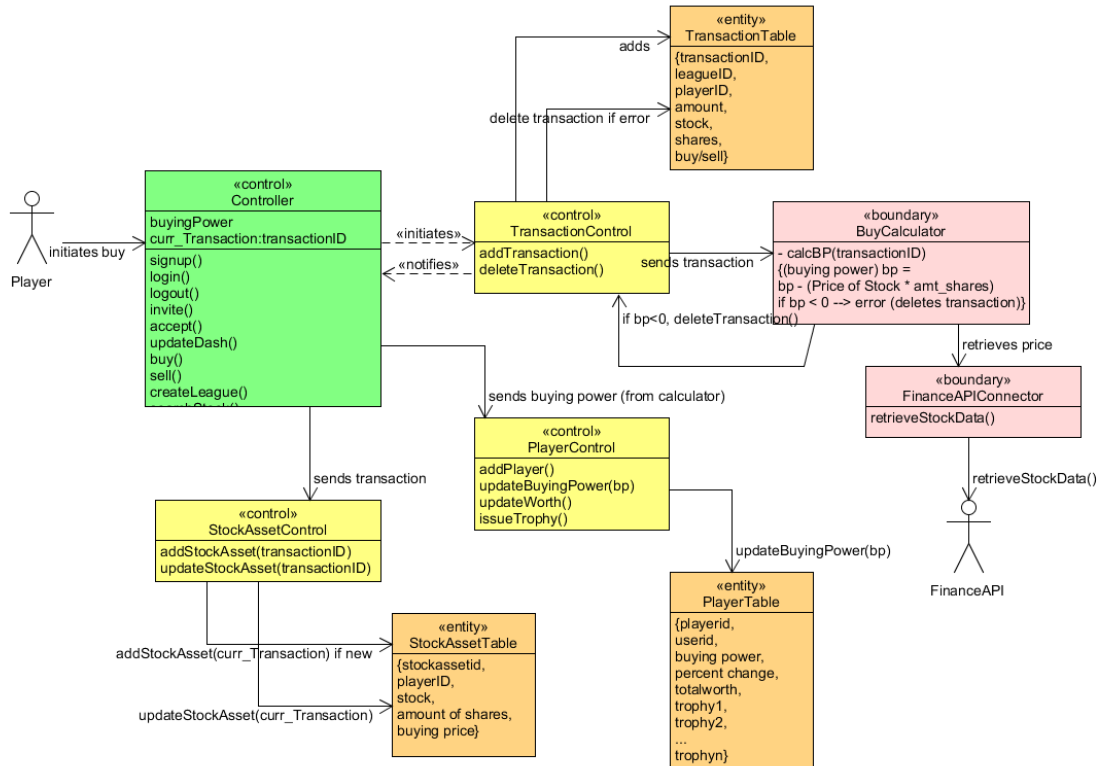 «entity»
TransactionTable
{transactionID,
leagueID,
playerID,
amount,
stock,
shares,
buy/sell}
adds
delete transaction if error
Player
initiates buy
«control»
Controller
buyingPower
curr_Transaction:transactionID
signup()
login()
logout()
invite()
accept()
updateDash()
buy()
sell()
createLeague()
«initiates»
«notifies»
«control»
TransactionControl
addTransaction()
deleteTransaction()
sends transaction
«boundary»
BuyCalculator
- calcBP(transactionID)
{(buying power) bp =
bp - (Price of Stock * amt_shares)
if bp < 0 --> error (deletes transaction)}
if bp<0, deleteTransaction()
retrieves price
«boundary»
FinanceAPIConnector
retrieveStockData()
retrieveStockData()
FinanceAPI
sends buying power (from calculator)
«control»
PlayerControl
addPlayer()
updateBuyingPower(bp)
updateWorth()
issueTrophy()
updateBuyingPower(bp)
«entity»
PlayerTable
{playerid,
userid,
buying power,
percent change,
totalworth,
trophy1,
trophy2,
...
trophyn}
sends transaction
«control»
StockAssetControl
addStockAsset(transactionID)
updateStockAsset(transactionID)
addStockAsset(curr_Transaction) if new
updateStockAsset(curr_Transaction)
«entity»
StockAssetTable
{stockassetid,
playerID,
stock,
amount of shares,
buying price}